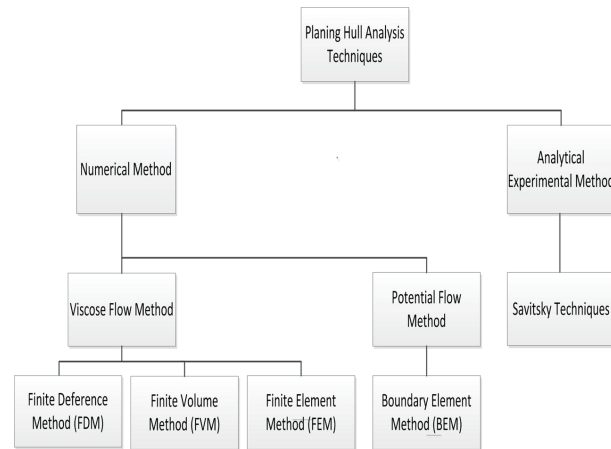 Planing Hull Analysis
Techniques
Numerical Method
Analytical
Experimental Method
Viscose Flow Method
Potential Flow
Method
Savitsky Techniques
Finite Deference
Method (FDM)
Finite Volume
Method (FVM)
Finite Element
Method (FEM)
Boundary Element
Method (BEM)